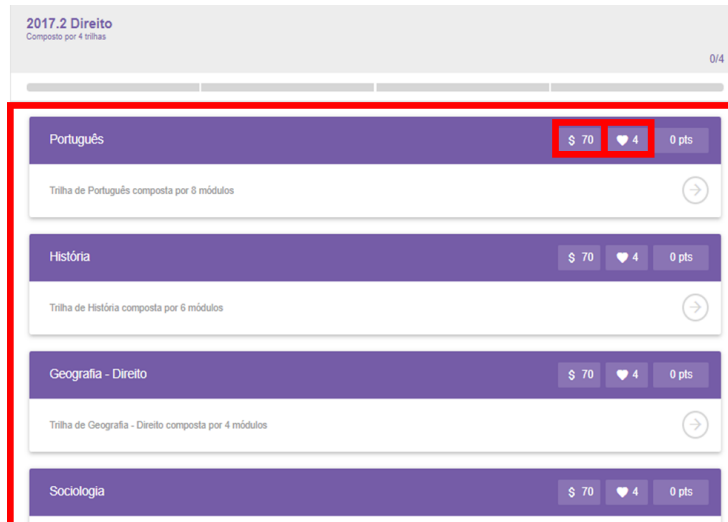 2017.2 Direito
Composto por 4 trilhas
0/4
Português $ 70 4 0 pts
Trilha de Português composta por 8 módulos
História $ 70 4 0 pts
Trilha de História composta por 6 módulos
Geografia - Direito $ 70 4 0 pts
Trilha de Geografia - Direito composta por 4 módulos
Sociologia $ 70 4 0 pts